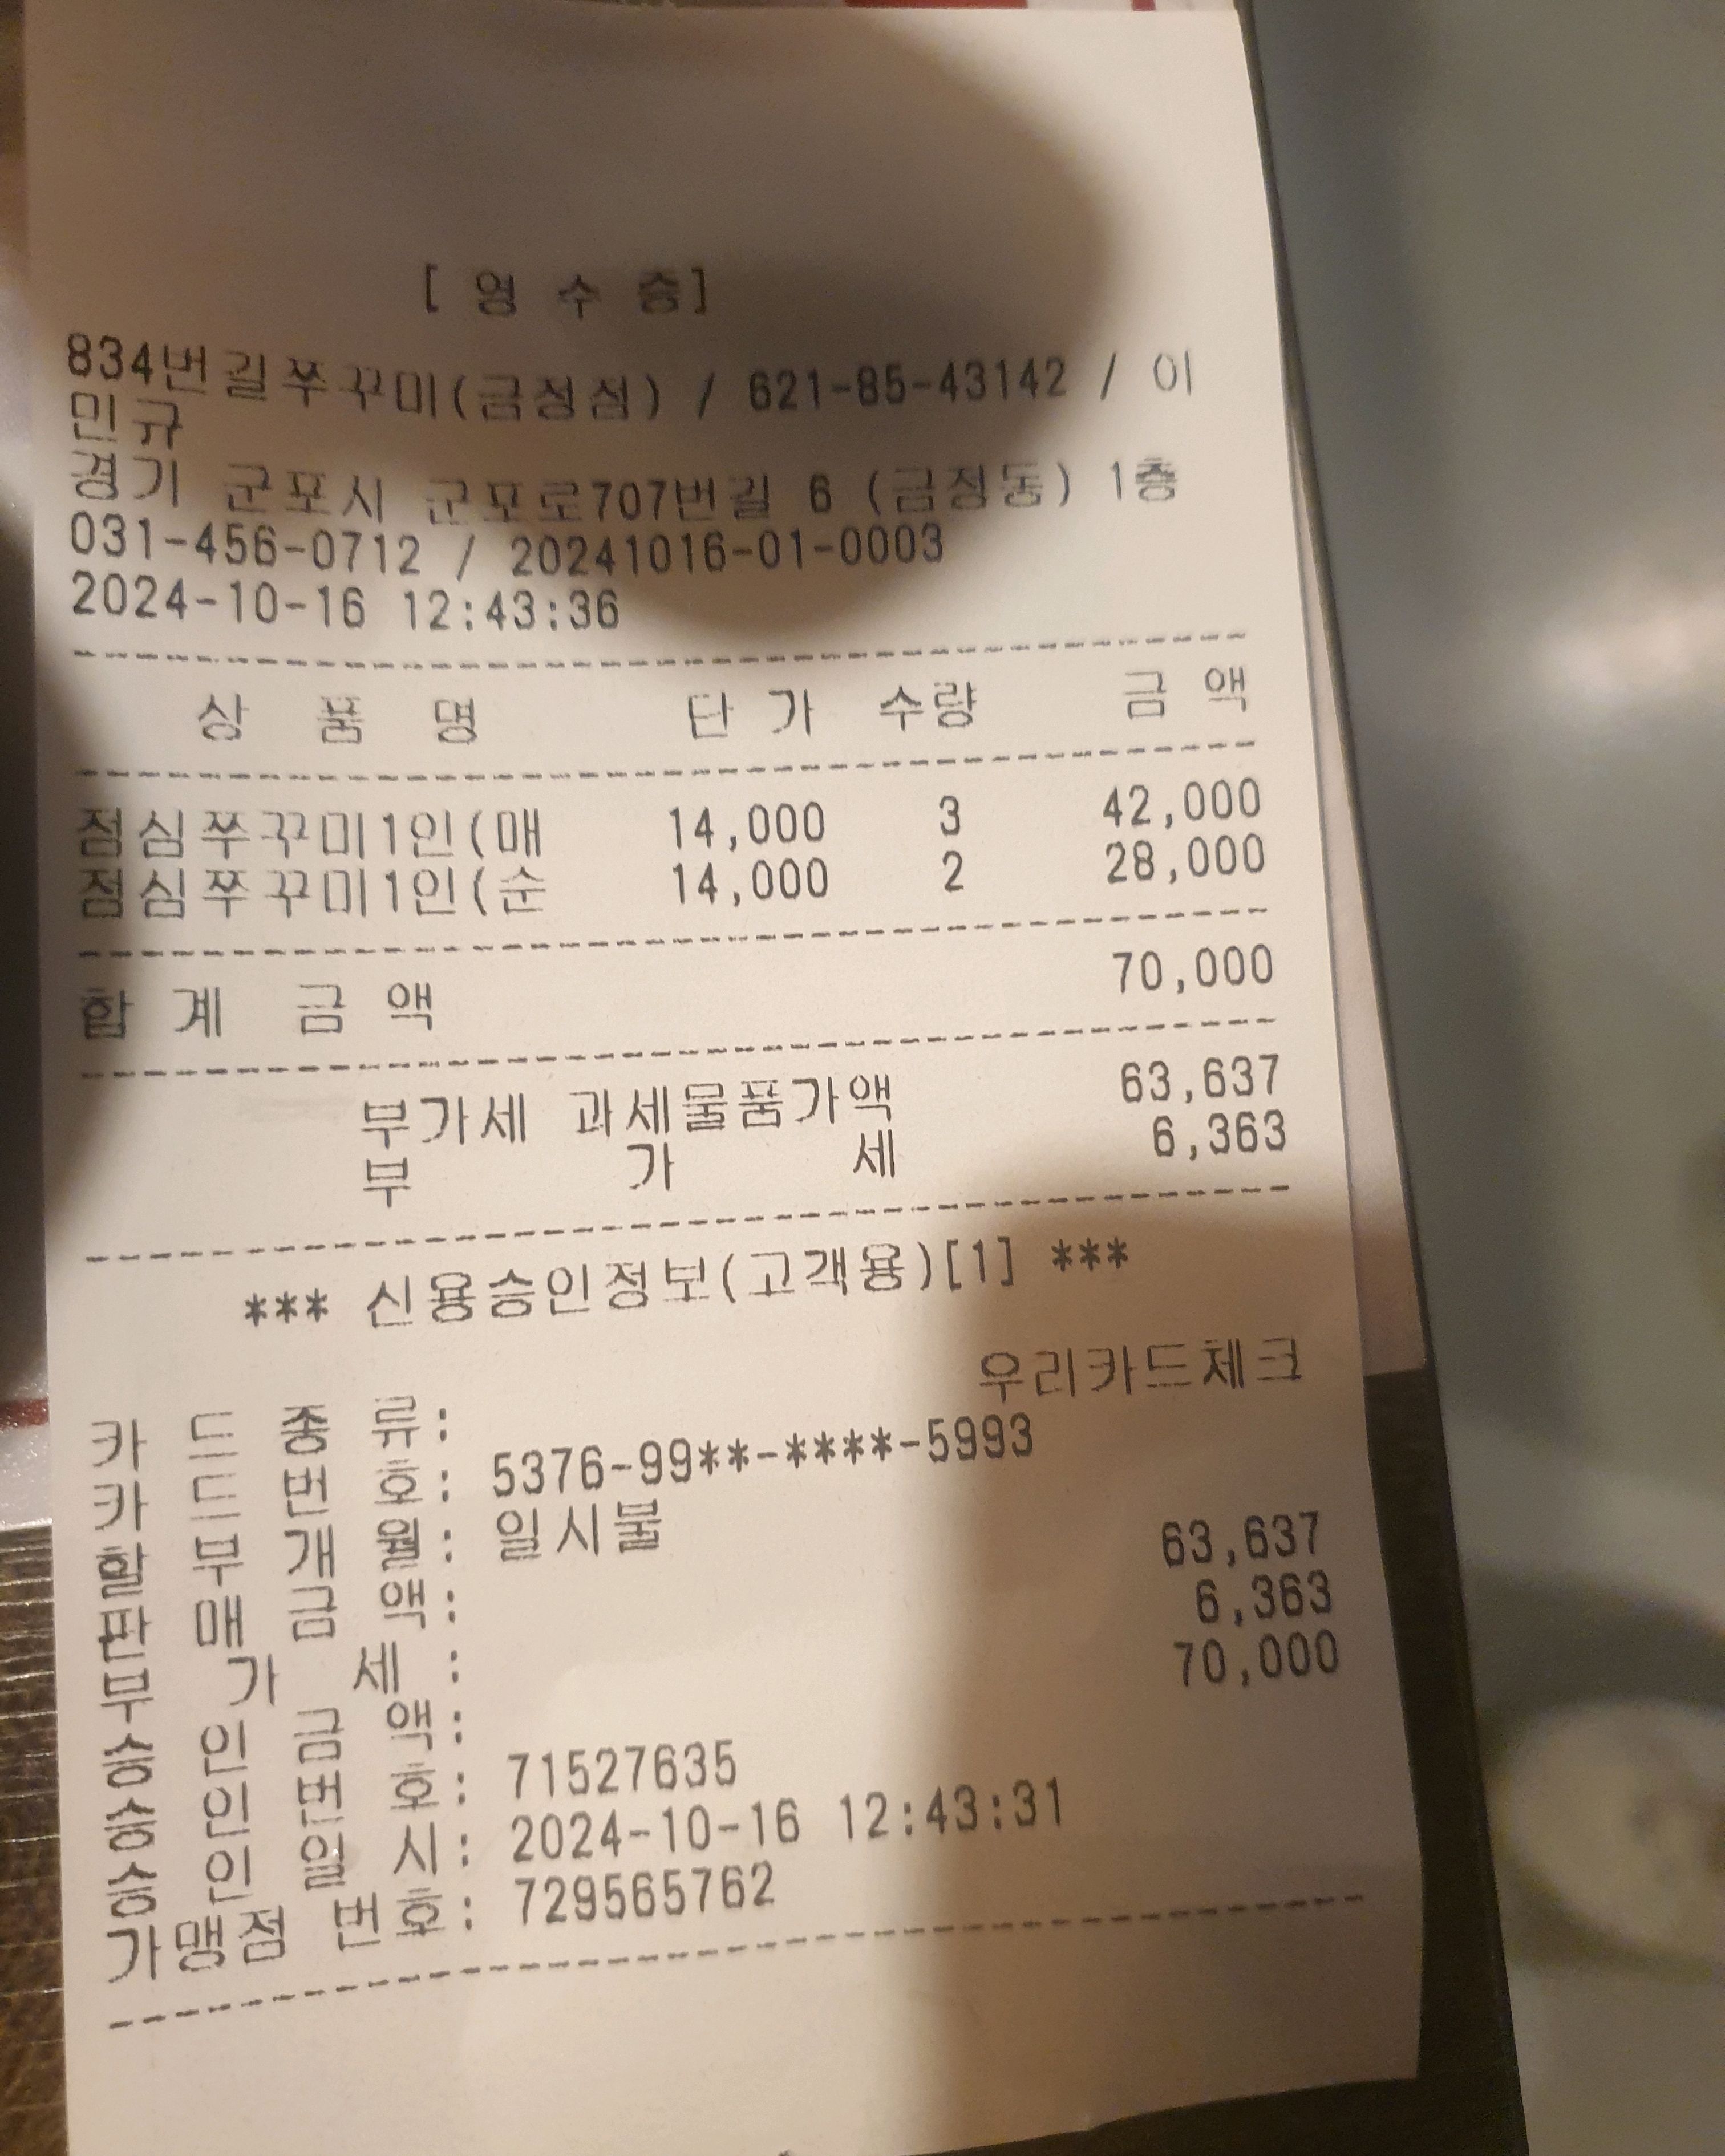 [ 영 수 증]
834번길쭈꾸미(금정점) / 621-85-43142 / 이
민규
경기 군포시 군포로707번길 6 (금정동) 1층
031-456-0712 / 20241016-01-0003
2024-10-16 12:43:36
상 품 명 단 가 수량 금 액
점심쭈꾸미1인(매 14,000 3 42,000
점심쭈꾸미1인(순 14,000 2 28,000
합 계 금 액 70,000
부가세 과세물품가액 63,637
부 가 세 6,363
*** 신용승인정보(고객용)[1] ***
카 드 종 류: 우리카드체크
카 드 번 호: 5376-99**-****-5993
할 부 개 월: 일시불
판 매 금 액: 63,637
부 가 세 : 6,363
승 인 금 액: 70,000
승 인 번 호: 71527635
승 인 일 시: 2024-10-16 12:43:31
가맹점 번호: 729565762